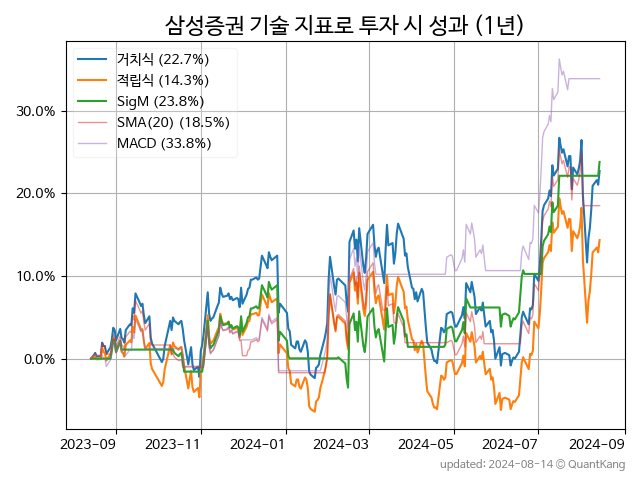 삼성증권 기술 지표로 투자 시 성과 (1년)
거치식 (22.7%)
적립식 (14.3%)
SigM (23.8%)
SMA(20) (18.5%)
MACD (33.8%)
30.0%
20.0%
10.0%
0.0%
2023-09 2023-11 2024-01 2024-03 2024-05 2024-07 2024-09
updated: 2024-08-14 @ QuantKang